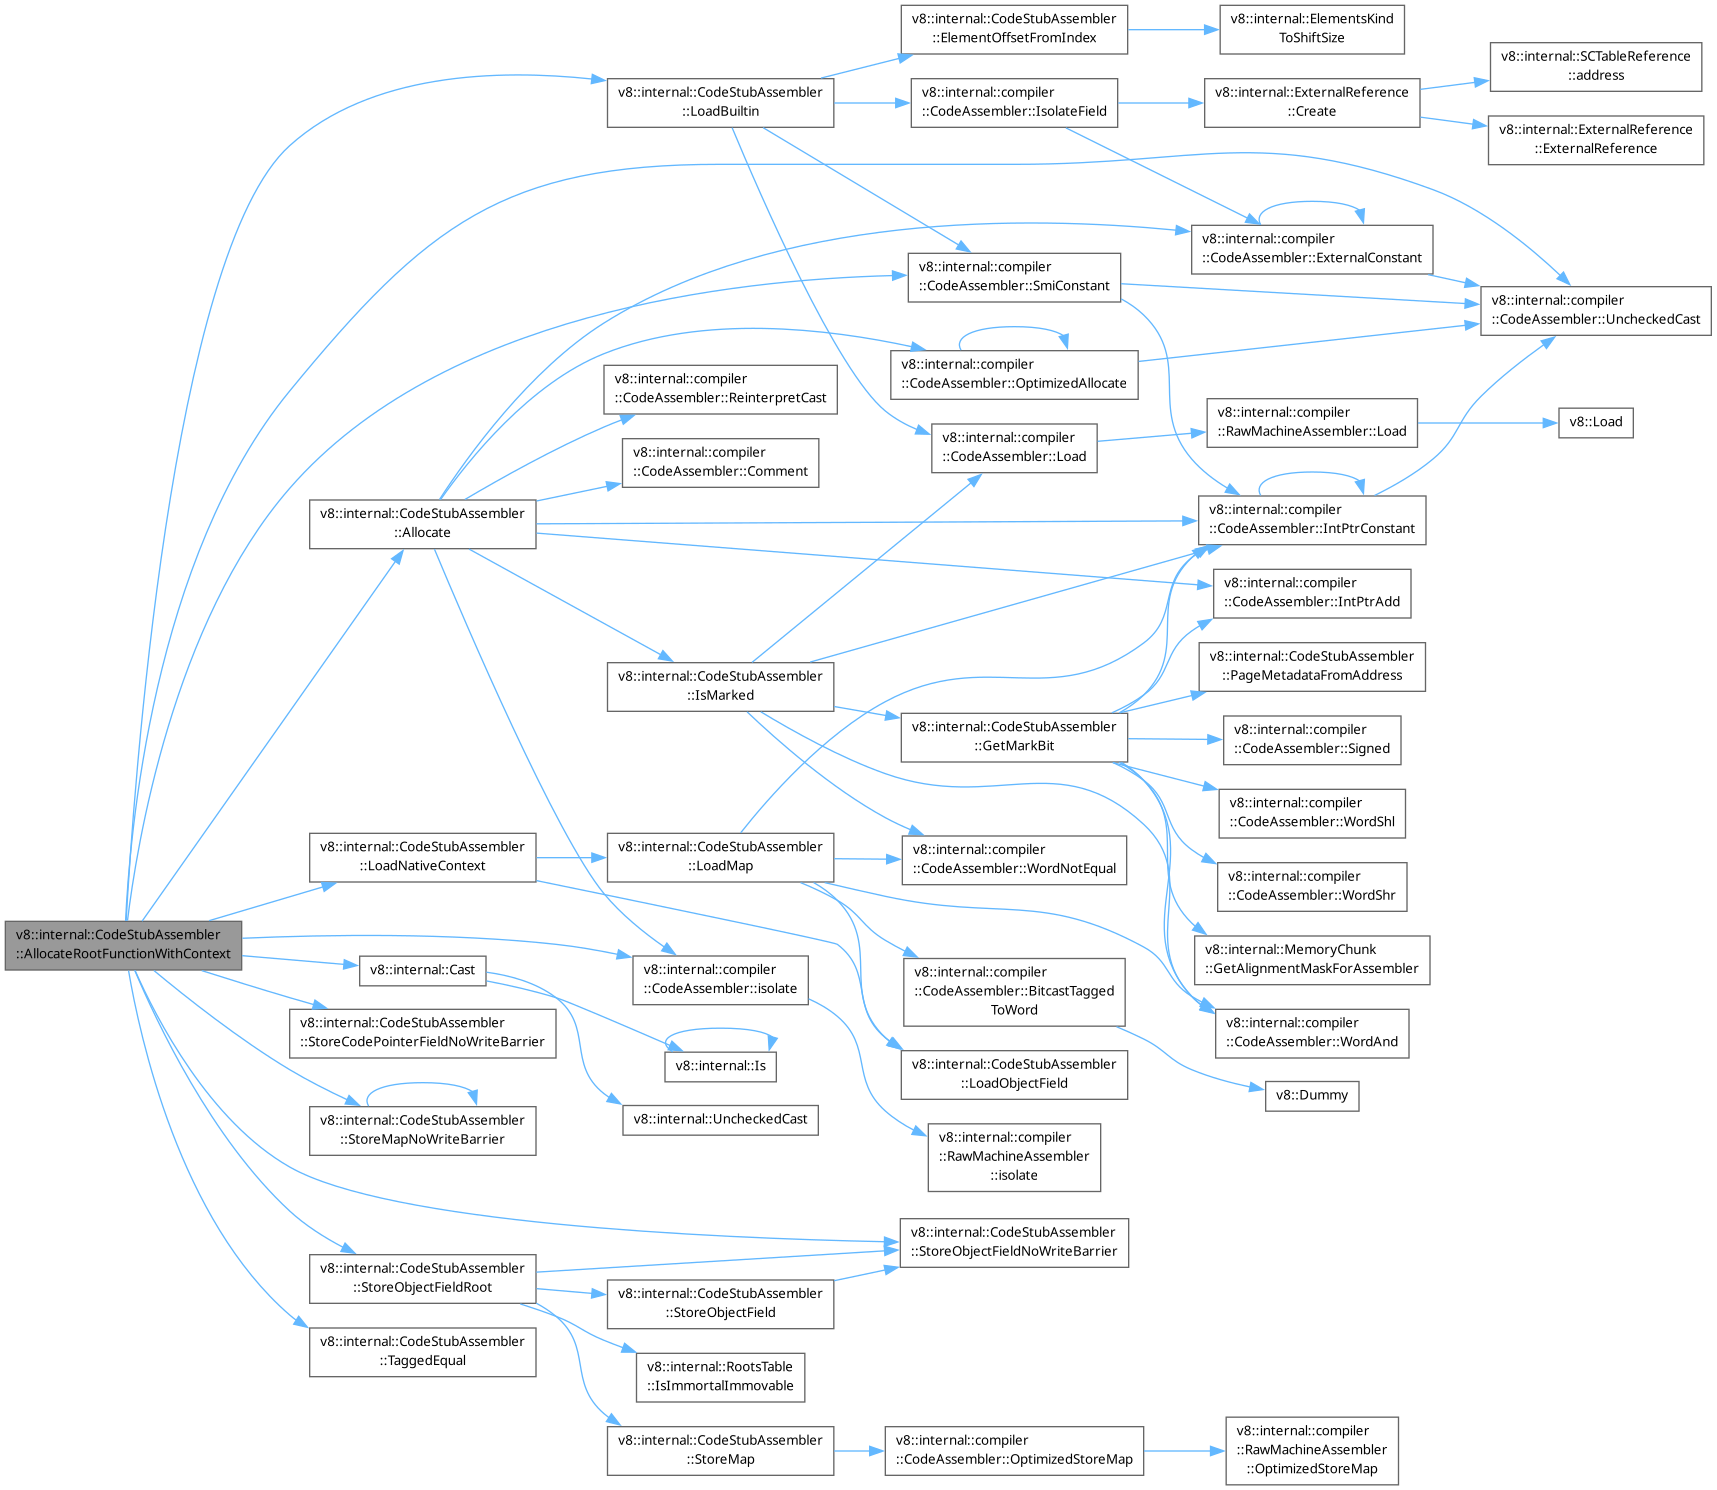 v8::internal::CodeStubAssembler
::AllocateRootFunctionWithContext
v8::internal::CodeStubAssembler
::LoadBuiltin
v8::internal::CodeStubAssembler
::ElementOffsetFromIndex
v8::internal::ElementsKind
ToShiftSize
v8::internal::compiler
::CodeAssembler::IsolateField
v8::internal::ExternalReference
::Create
v8::internal::SCTableReference
::address
v8::internal::ExternalReference
::ExternalReference
v8::internal::compiler
::CodeAssembler::ExternalConstant
v8::internal::compiler
::CodeAssembler::SmiConstant
v8::internal::compiler
::CodeAssembler::UncheckedCast
v8::internal::compiler
::CodeAssembler::OptimizedAllocate
v8::internal::compiler
::CodeAssembler::ReinterpretCast
v8::internal::compiler
::CodeAssembler::Comment
v8::internal::compiler
::CodeAssembler::Load
v8::internal::compiler
::RawMachineAssembler::Load
v8::Load
v8::internal::CodeStubAssembler
::Allocate
v8::internal::compiler
::CodeAssembler::IntPtrConstant
v8::internal::compiler
::CodeAssembler::IntPtrAdd
v8::internal::CodeStubAssembler
::IsMarked
v8::internal::CodeStubAssembler
::GetMarkBit
v8::internal::CodeStubAssembler
::PageMetadataFromAddress
v8::internal::compiler
::CodeAssembler::Signed
v8::internal::compiler
::CodeAssembler::WordShl
v8::internal::compiler
::CodeAssembler::WordShr
v8::internal::MemoryChunk
::GetAlignmentMaskForAssembler
v8::internal::compiler
::CodeAssembler::WordAnd
v8::internal::CodeStubAssembler
::LoadNativeContext
v8::internal::CodeStubAssembler
::LoadMap
v8::internal::compiler
::CodeAssembler::WordNotEqual
v8::internal::compiler
::CodeAssembler::BitcastTagged
ToWord
v8::Dummy
v8::internal::CodeStubAssembler
::LoadObjectField
v8::internal::Cast
v8::internal::compiler
::CodeAssembler::isolate
v8::internal::CodeStubAssembler
::StoreCodePointerFieldNoWriteBarrier
v8::internal::Is
v8::internal::UncheckedCast
v8::internal::CodeStubAssembler
::StoreMapNoWriteBarrier
v8::internal::compiler
::RawMachineAssembler
::isolate
v8::internal::CodeStubAssembler
::StoreObjectFieldNoWriteBarrier
v8::internal::CodeStubAssembler
::StoreObjectFieldRoot
v8::internal::CodeStubAssembler
::StoreObjectField
v8::internal::CodeStubAssembler
::TaggedEqual
v8::internal::RootsTable
::IsImmortalImmovable
v8::internal::CodeStubAssembler
::StoreMap
v8::internal::compiler
::CodeAssembler::OptimizedStoreMap
v8::internal::compiler
::RawMachineAssembler
::OptimizedStoreMap